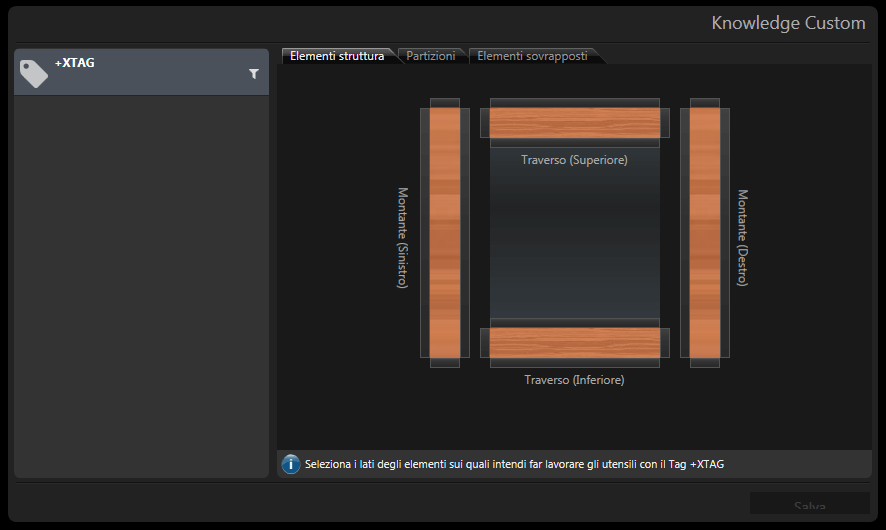 Knowledge Custom
+XTAG
Elementi struttura
Partizioni
Elementi sovrapposti
Traverso (Superiore)
Montante (Sinistro)
Montante (Destro)
Traverso (Inferiore)
Seleziona i lati degli elementi sui quali intendi far lavorare gli utensili con il Tag +XTAG
Salva